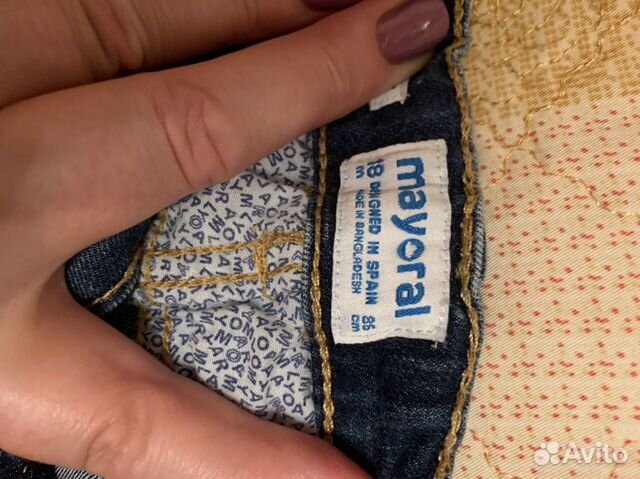 mayoral
18 DESIGNED IN SPAIN 86
m MADE IN BANGLADESH cm
Avito